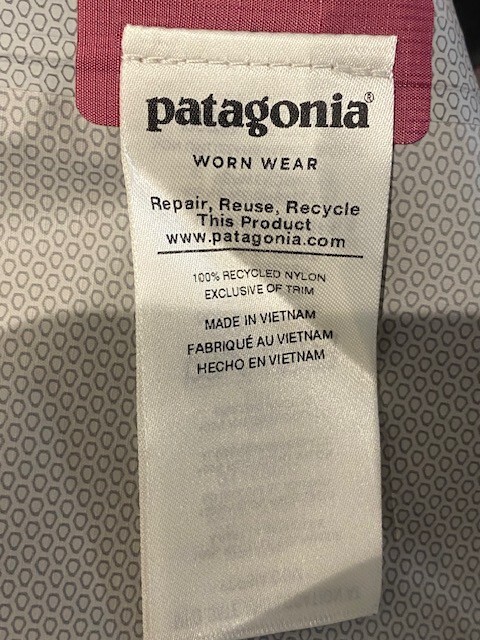 patagonia®
WORN WEAR
Repair, Reuse, Recycle
This Product
www.patagonia.com
100% RECYCLED NYLON
EXCLUSIVE OF TRIM
MADE IN VIETNAM
FABRIQUÉ AU VIETNAM
HECHO EN VIETNAM